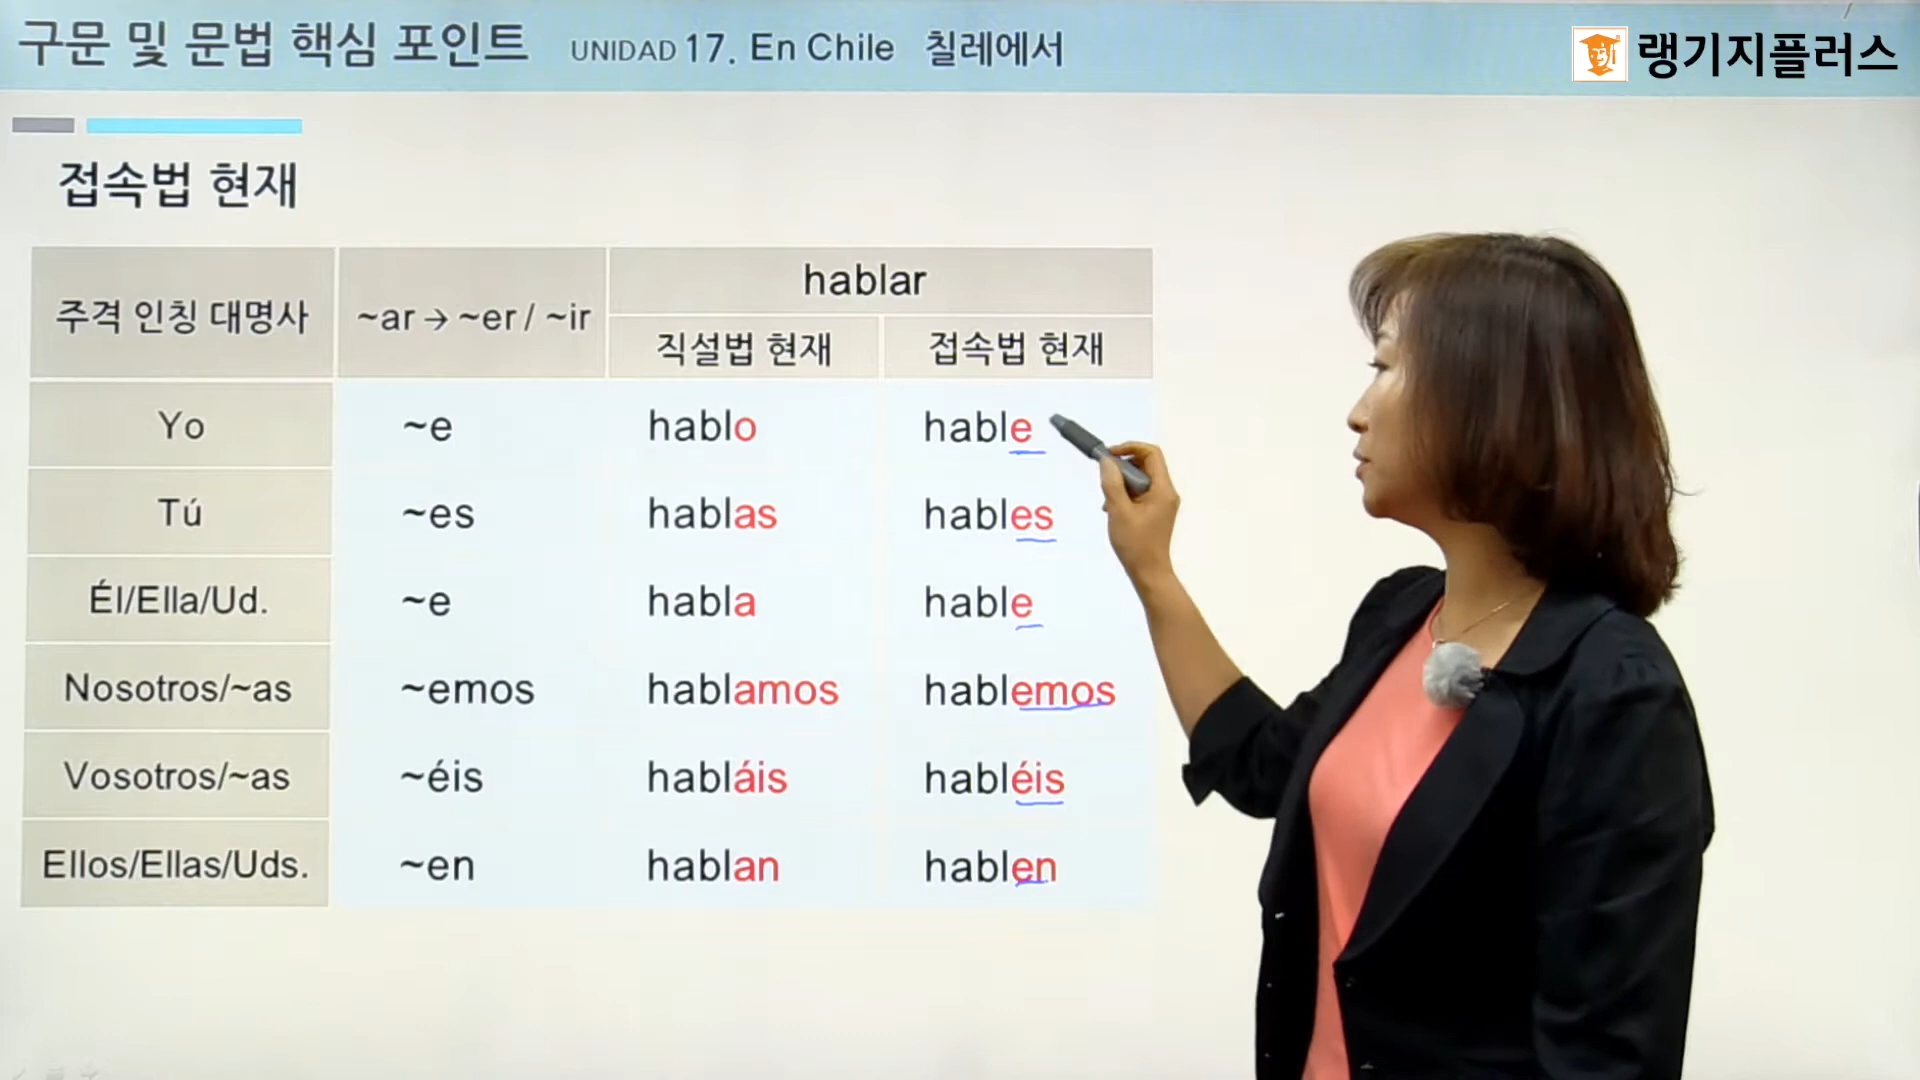 구문 및 문법 핵심 포인트 UNIDAD 17. En Chile 칠레에서
랭기지플러스
접속법 현재
주격 인칭 대명사 ~ar → ~er / ~ir hablar
직설법 현재 접속법 현재
Yo ~e hablo hable
Tú ~es hablas hables
Él/Ella/Ud. ~e habla hable
Nosotros/~as ~emos hablamos hablemos
Vosotros/~as ~éis habláis habléis
Ellos/Ellas/Uds. ~en hablan hablen